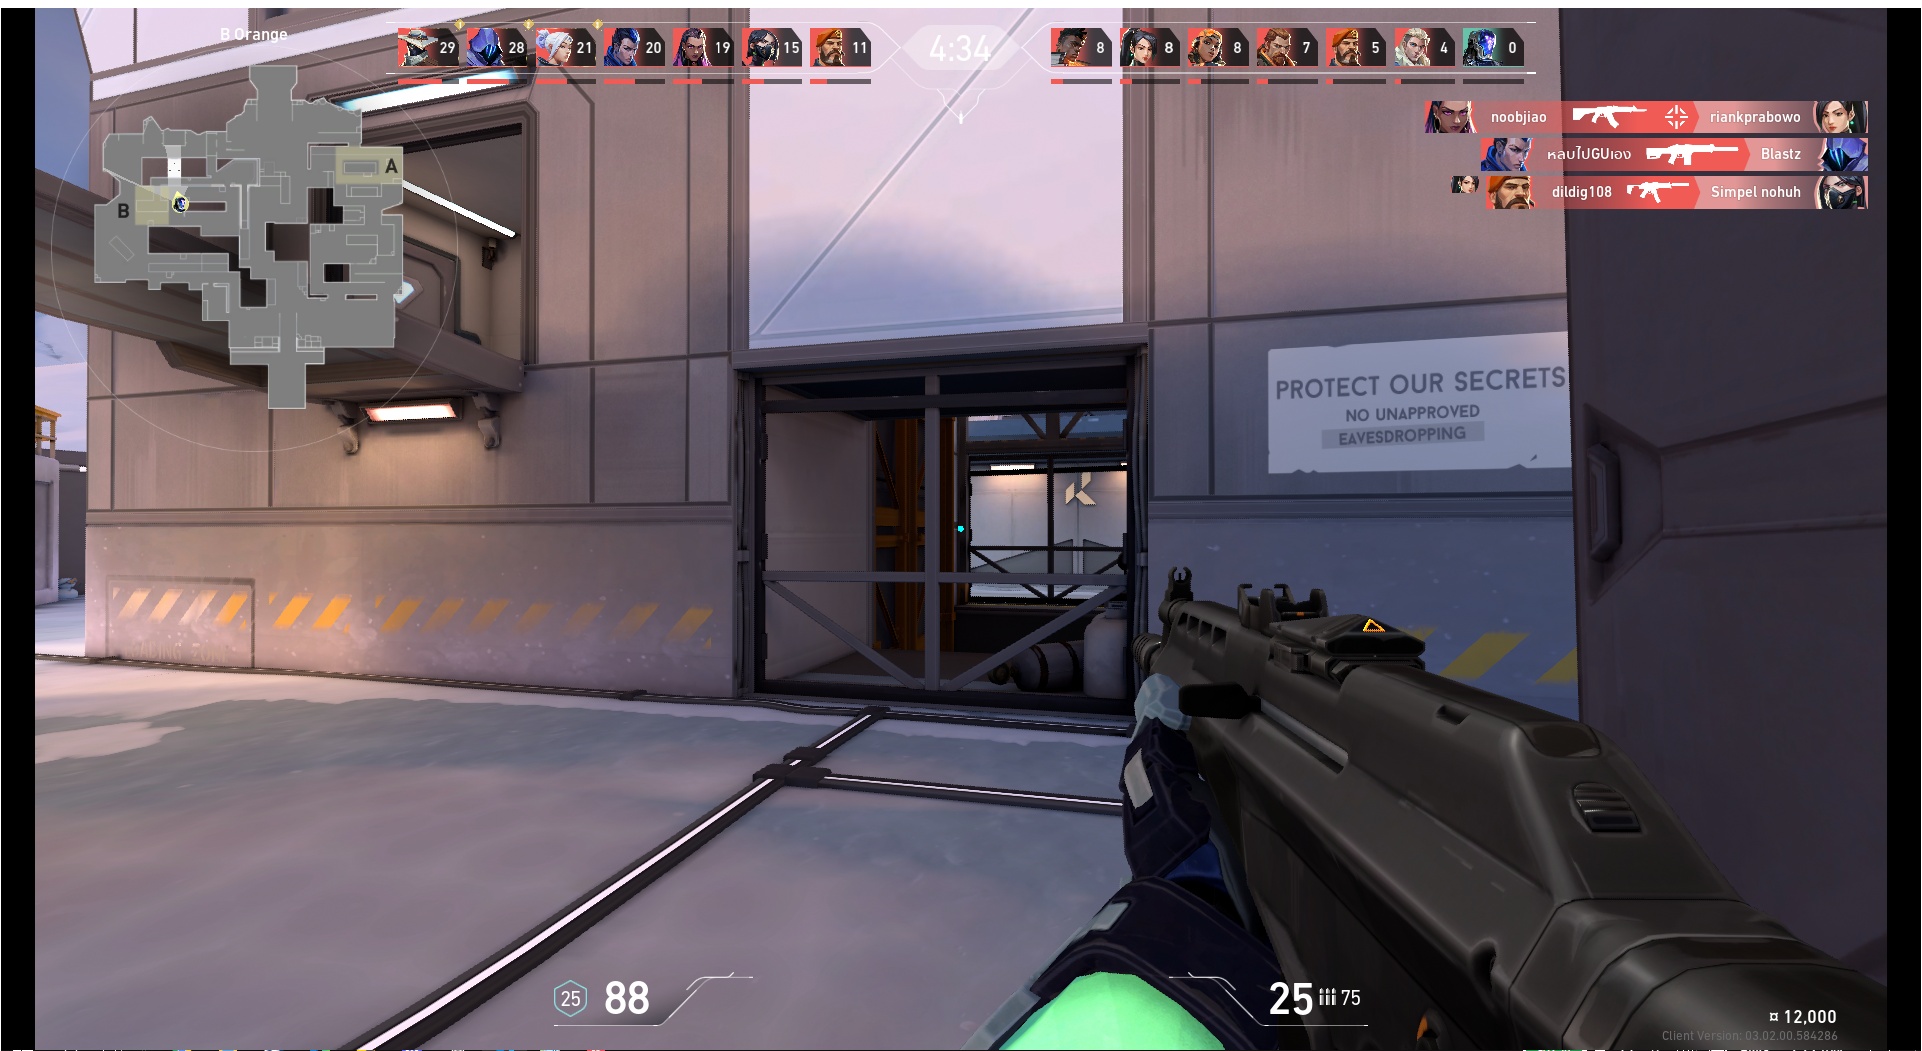 B Orange
29 28 21 20 19 15 11
4:34
8 8 8 7 5 4 0
noobjiao riankprabowo
หลบไปGUเอง Blastz
dildig108 Simpel nohuh
A
B
PROTECT OUR SECRETS
NO UNAPPROVED
EAVESDROPPING
25 88
25 75
¤ 12,000
Client Version: 03.02.00.584286